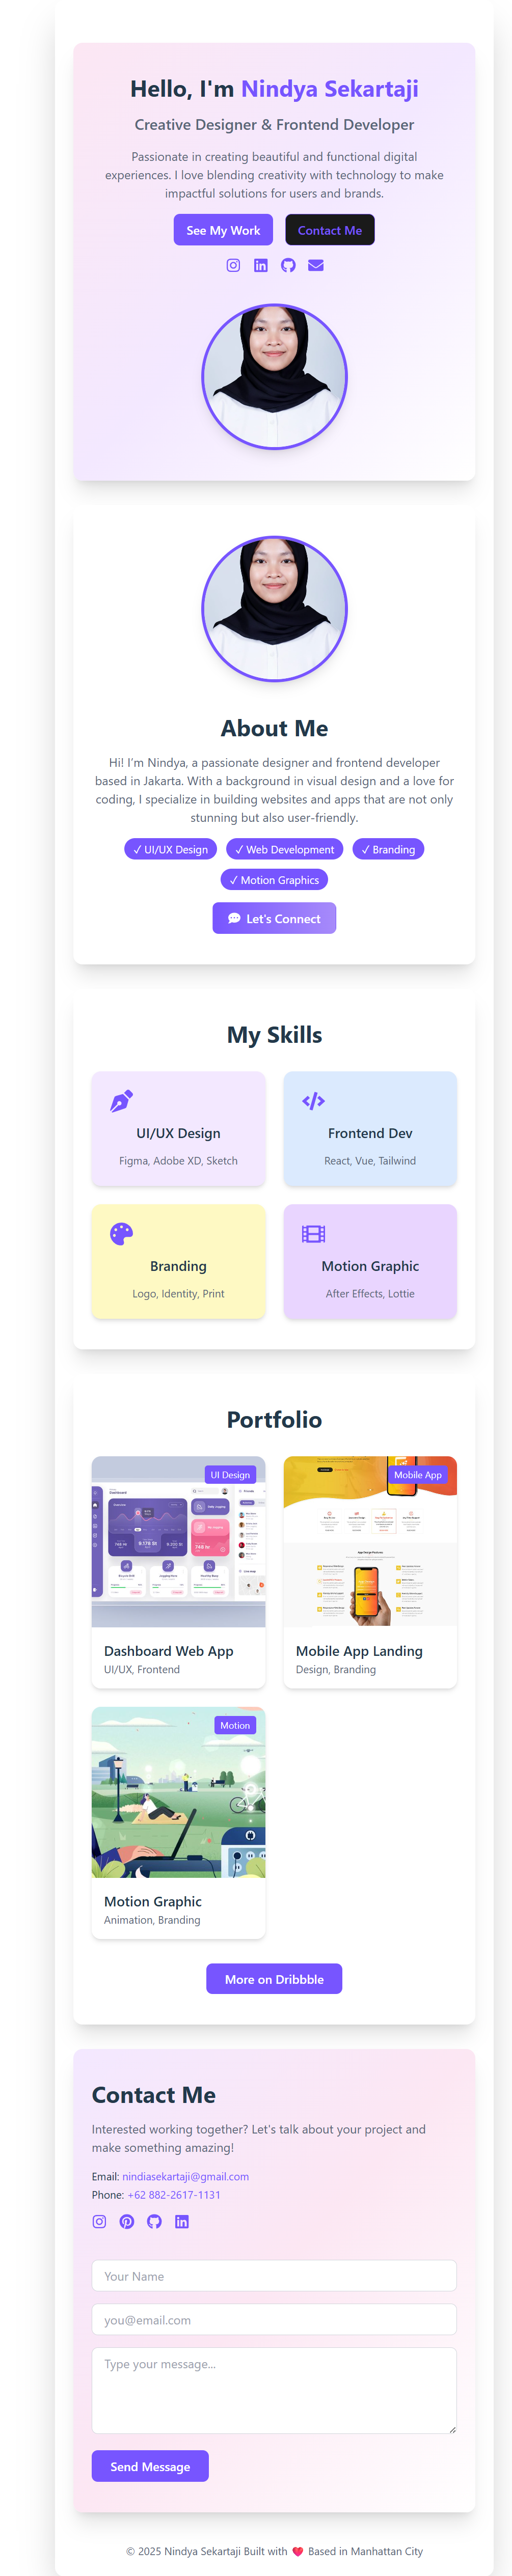 Hello, I'm Nindya Sekartaji
Creative Designer & Frontend Developer
Passionate in creating beautiful and functional digital
experiences. I love blending creativity with technology to make
impactful solutions for users and brands.
See My Work
Contact Me
About Me
Hi! I'm Nindya, a passionate designer and frontend developer
based in Jakarta. With a background in visual design and a love for
coding, I specialize in building websites and apps that are not only
stunning but also user-friendly.
✓ UI/UX Design
✓ Web Development
✓ Branding
✓ Motion Graphics
Let's Connect
My Skills
UI/UX Design
Figma, Adobe XD, Sketch
Frontend Dev
React, Vue, Tailwind
Branding
Logo, Identity, Print
Motion Graphic
After Effects, Lottie
Portfolio
UI Design
Dashboard Web App
UI/UX, Frontend
Mobile App
Mobile App Landing
Design, Branding
Motion
Motion Graphic
Animation, Branding
More on Dribbble
Contact Me
Interested working together? Let's talk about your project and
make something amazing!
Email: nindiasekartaji@gmail.com
Phone: +62 882-2617-1131
Your Name
you@email.com
Type your message...
Send Message
© 2025 Nindya Sekartaji Built with ❤️ Based in Manhattan City